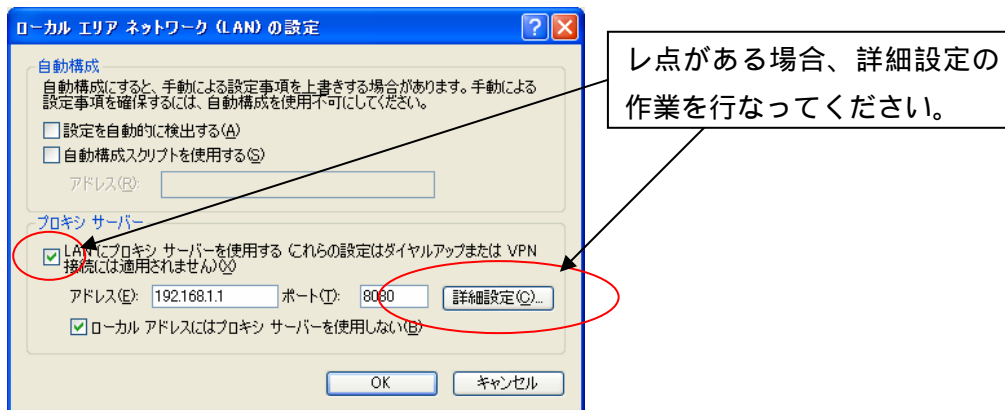 ローカル エリア ネットワーク (LAN) の設定
レ点がある場合、詳細設定の
作業を行なってください。
自動構成
自動構成にすると、手動による設定事項を上書きする場合があります。手動による
設定事項を確保するには、自動構成を使用不可にしてください。
設定を自動的に検出する(A)
自動構成スクリプトを使用する(S)
アドレス(R):
プロキシ サーバー
LAN にプロキシ サーバーを使用する (これらの設定はダイヤルアップまたは VPN
接続には適用されません)(X)
アドレス(E): 192.168.1.1 ポート(T): 8080 詳細設定(C)...
ローカル アドレスにはプロキシ サーバーを使用しない(B)
OK キャンセル